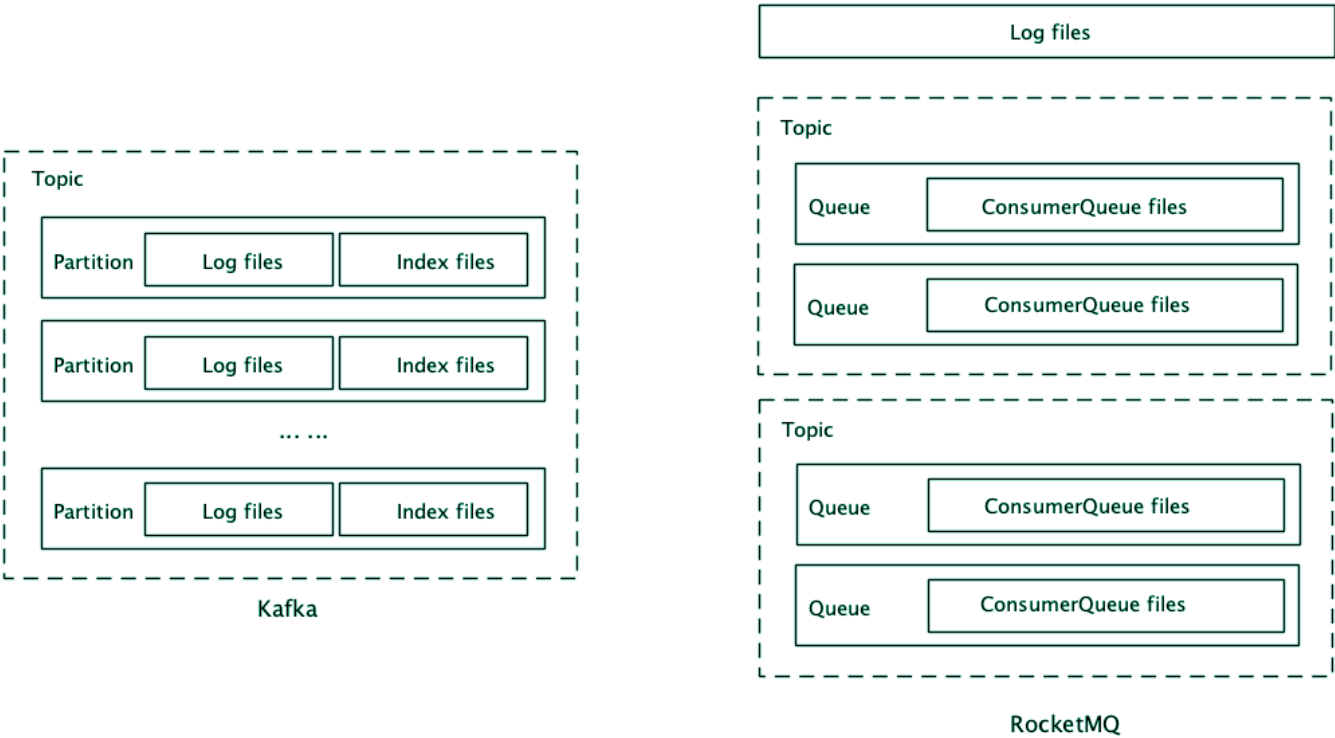 Topic
Partition Log files Index files
Partition Log files Index files
... ...
Partition Log files Index files
Kafka
Log files
Topic
Queue ConsumerQueue files
Queue ConsumerQueue files
Topic
Queue ConsumerQueue files
Queue ConsumerQueue files
RocketMQ